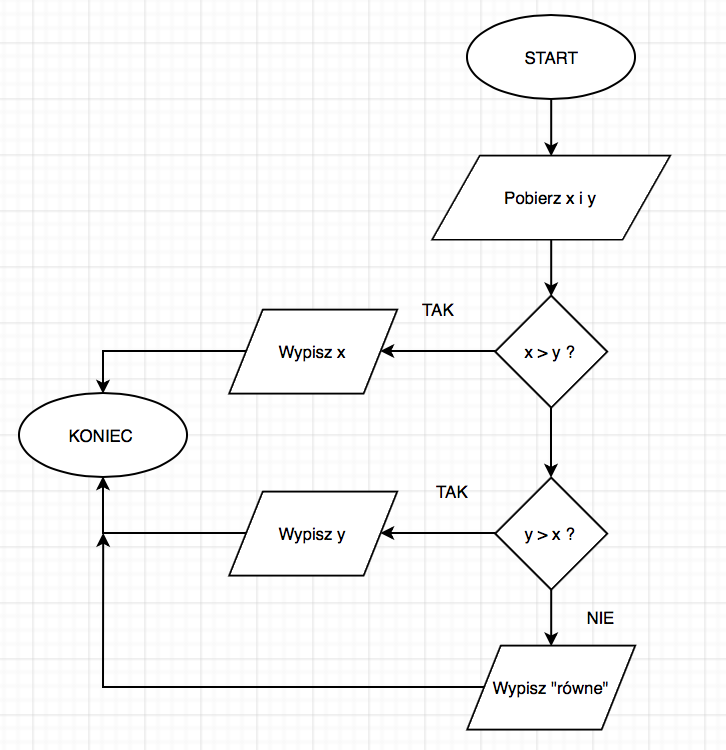 START
Pobierz x i y
TAK
Wypisz x
x > y ?
KONIEC
TAK
Wypisz y
y > x ?
NIE
Wypisz "równe"